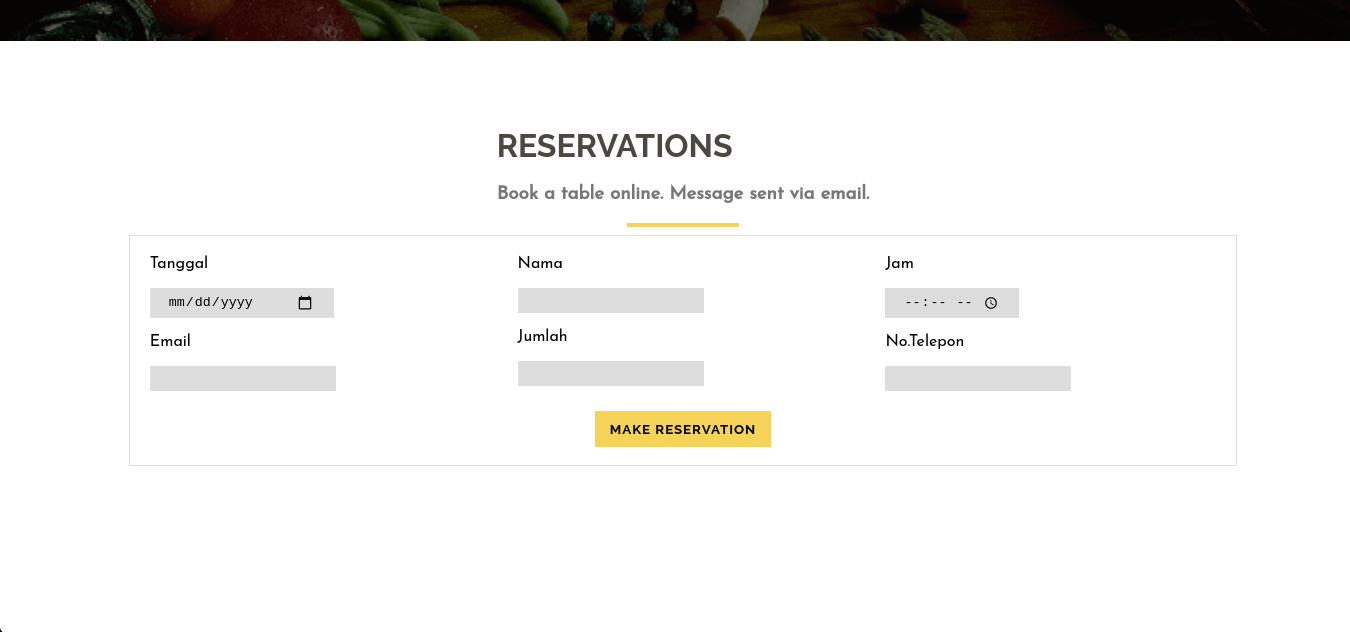 RESERVATIONS
Book a table online. Message sent via email.
Tanggal
Nama
Jam
mm/dd/yyyy
--:-- --
Email
Jumlah
No.Telepon
MAKE RESERVATION